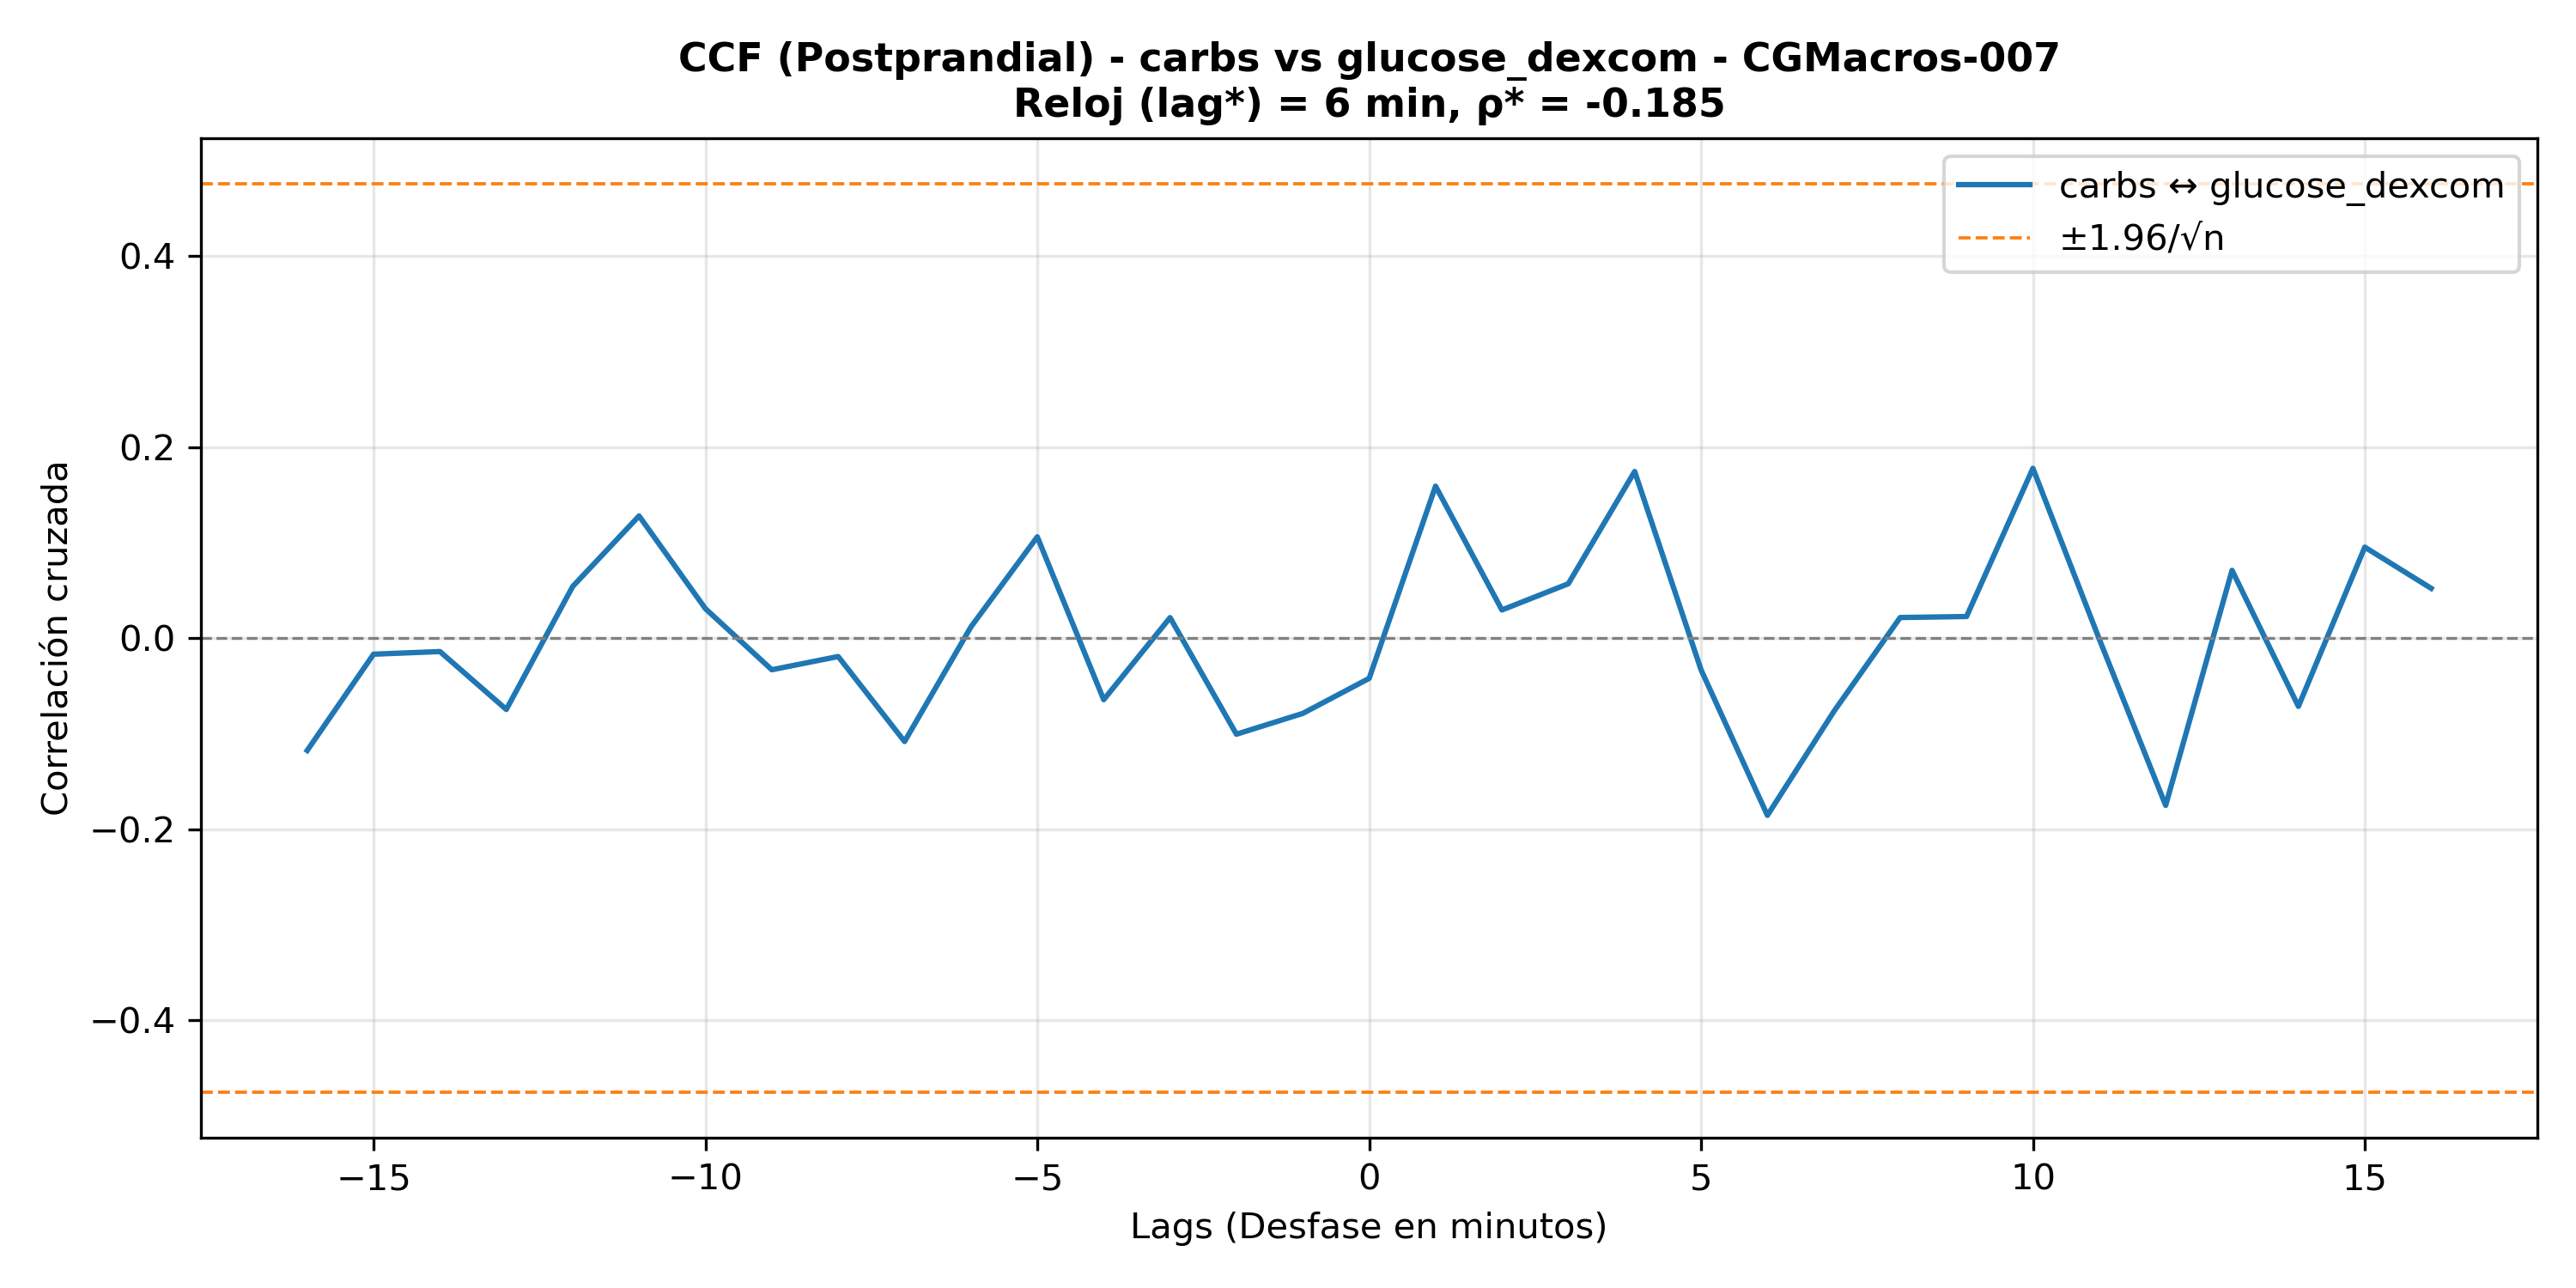 CCF (Postprandial) - carbs vs glucose_dexcom - CGMacros-007
Reloj (lag*) = 6 min, ρ* = -0.185
carbs ↔ glucose_dexcom
±1.96/√n
Correlación cruzada
0.4
0.2
0.0
−0.2
−0.4
−15
−10
−5
0
5
10
15
Lags (Desfase en minutos)